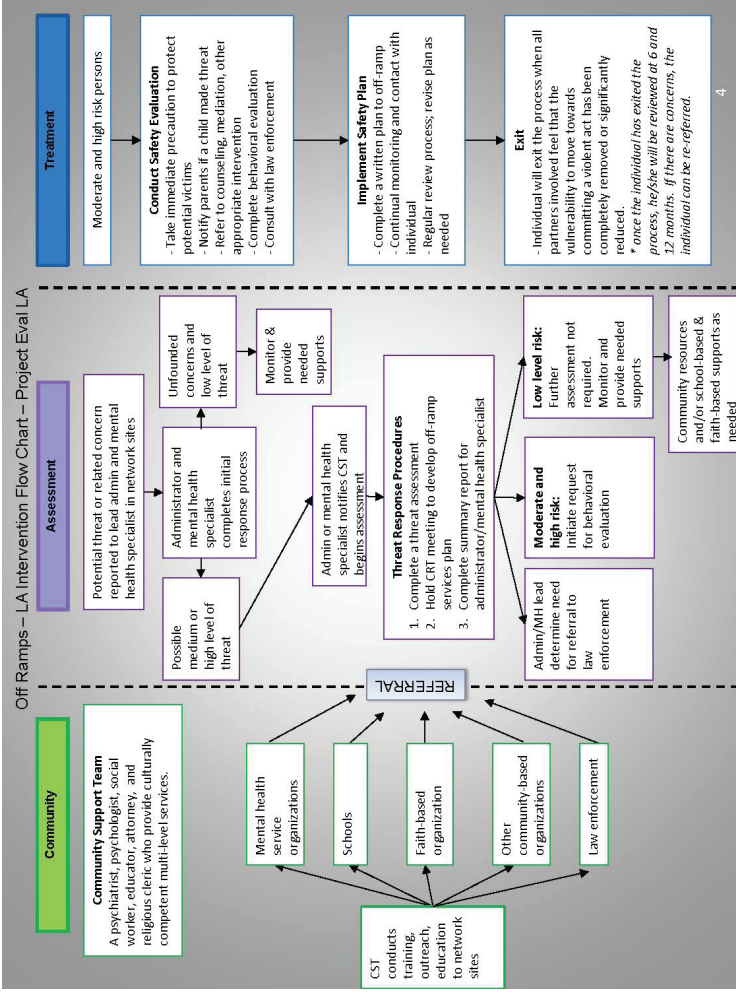 Off Ramps – LA Intervention Flow Chart – Project Eval LA
Community
Community Support Team
A psychiatrist, psychologist, social
worker, educator, attorney, and
religious cleric who provide culturally
competent multi-level services.
CST
conducts
training,
outreach,
education
to network
sites
Mental health
service
organizations
Schools
Faith-based
organization
Other
community-based
organizations
Law enforcement
REFERRAL
Assessment
Potential threat or related concern
reported to lead admin and mental
health specialist in network sites
Possible
medium or
high level of
threat
Administrator and
mental health
specialist
completes initial
response process
Unfounded
concerns and
low level of
threat
Monitor &
provide
needed
supports
Admin or mental health
specialist notifies CST and
begins assessment
Threat Response Procedures
1. Complete a threat assessment
2. Hold CRT meeting to develop off-ramp
services plan
3. Complete summary report for
administrator/mental health specialist
Admin/MH lead
determine need
for referral to
law
enforcement
Moderate and
high risk:
Initiate request
for behavioral
evaluation
Low level risk:
Further
assessment not
required.
Monitor and
provide needed
supports
Community resources
and/or school-based &
faith-based supports as
needed
Treatment
Moderate and high risk persons
Conduct Safety Evaluation
- Take immediate precaution to protect
potential victims
- Notify parents if a child made threat
- Refer to counseling, mediation, other
appropriate intervention
- Complete behavioral evaluation
- Consult with law enforcement
Implement Safety Plan
- Complete a written plan to off-ramp
- Continual monitoring and contact with
individual
- Regular review process; revise plan as
needed
Exit
- Individual will exit the process when all
partners involved feel that the
vulnerability to move towards
committing a violent act has been
completely removed or significantly
reduced.
* once the individual has exited the
process, he/she will be reviewed at 6 and
12 months. If there are concerns, the
individual can be re-referred.
4